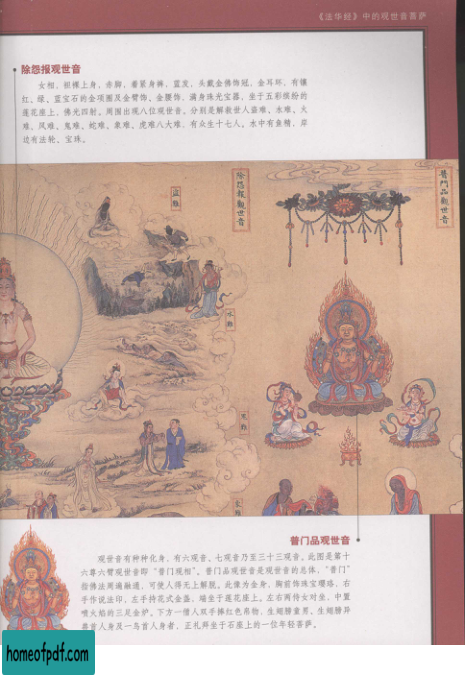 《法华经》中的观世音菩萨
除怨报观世音
女相，袒裸上身，赤脚，着紧身裤，蓝发，头戴金佛饰冠，金耳环，有镶
红、绿、蓝宝石的金项圈及金臂饰，金腰饰，满身珠光宝器，坐于五彩缤纷的
莲花座上，佛光四射。周围出现八位观世音，分别是解救世人盗难、水难、火
难、风难、鬼难、蛇难、象难、虎难八大难，有众生十七人。水中有鱼精，岸
边有法轮、宝珠。
除怨報觀世音
普門品觀世音
盗難
水難
普门品观世音
观世音有种种化身，有六观音、七观音乃至三十三观音。此图是第十
六尊六臂观世音即“普门观相”。普门品观世音是观世音的总体，“普门”
指佛法周遍融通，可使人得无上解脱。此像为金身，胸前饰珠宝璎珞，右
手作说法印，左手持花式金盏，端坐于莲花座上。左右两侍女对坐，中置
喷火焰的三足金炉。下方一僧人双手捧红色帛物，生翅膀童男、生翅膀异
兽首人身及一鸟首人身者，正礼拜坐于石座上的一位年轻菩萨。
homeofpdf.com